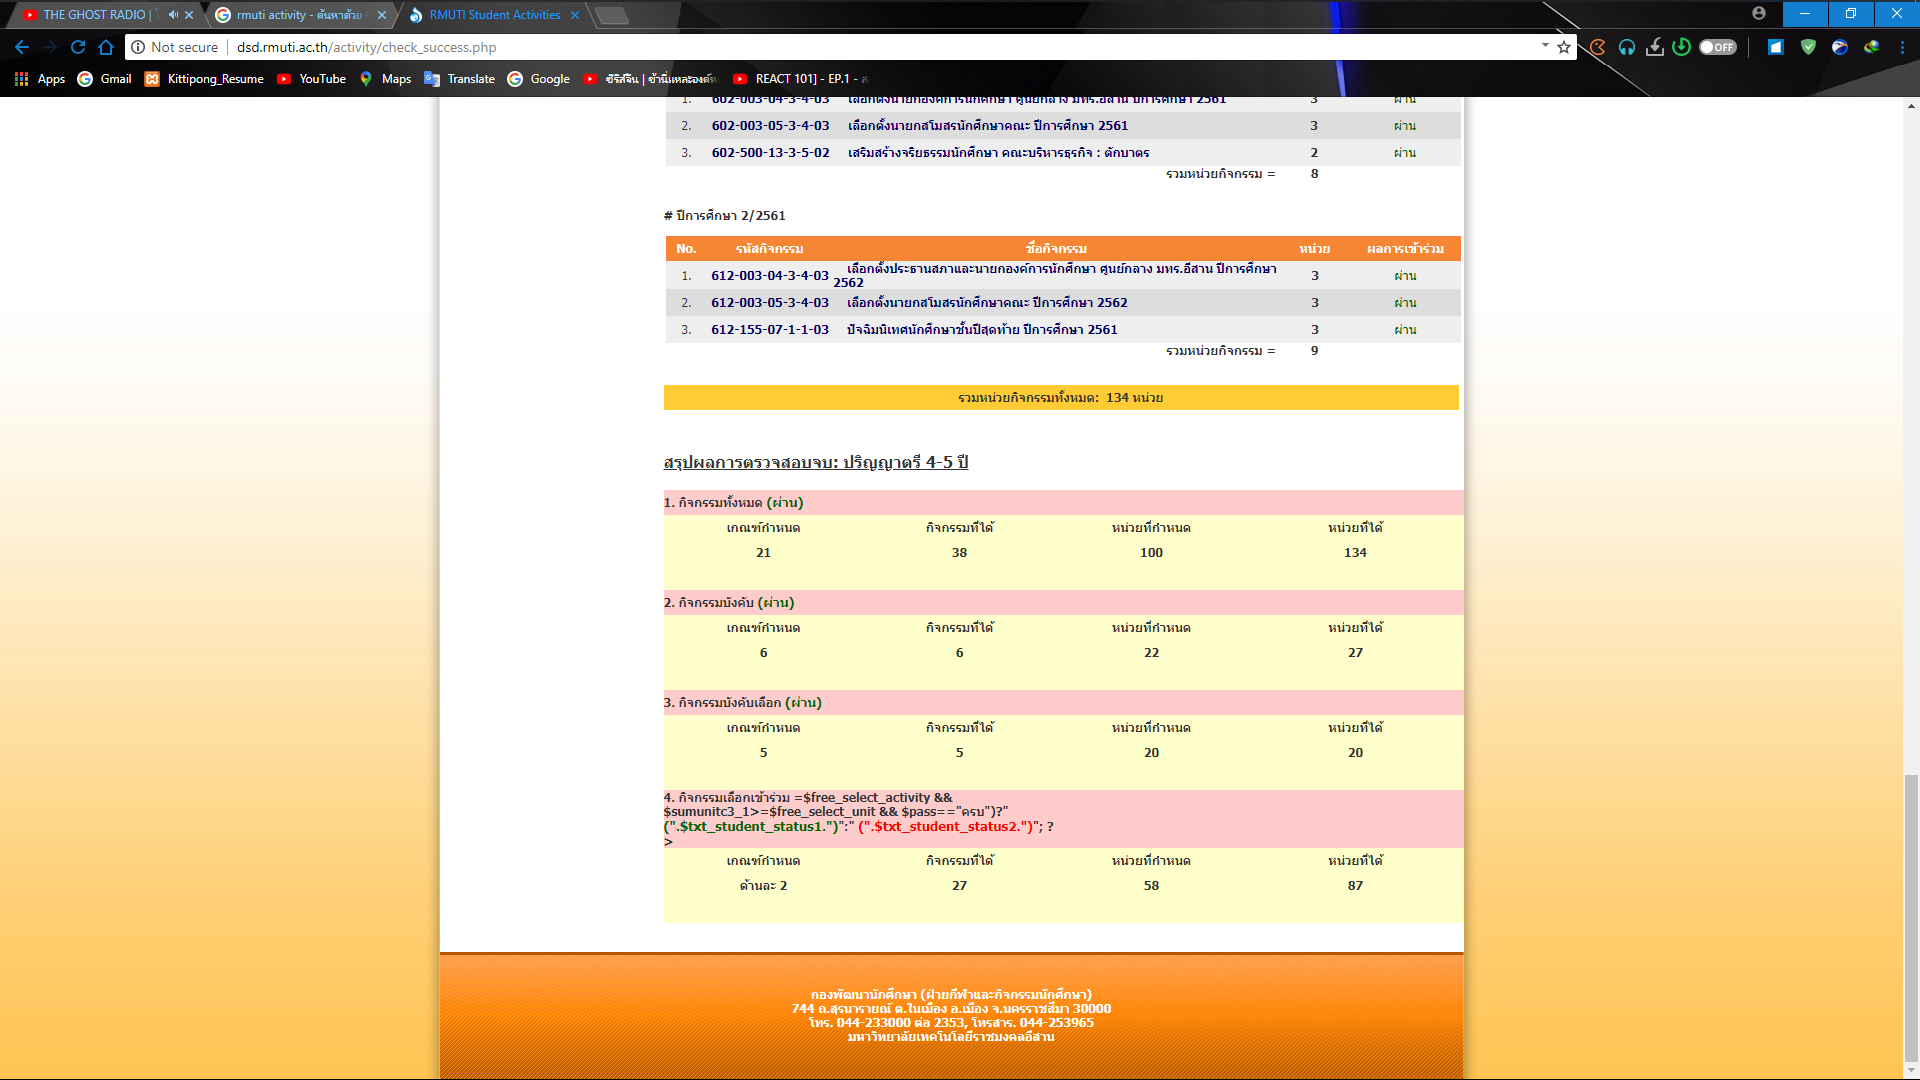 THE GHOST RADIO |
rmuti activity - ค้นหาด้วย
RMUTI Student Activities
Not secure
dsd.rmuti.ac.th/activity/check_success.php
OFF
Apps
Gmail
Kittipong_Resume
YouTube
Maps
Translate
Google
ซีรีส์จีน |
REACT 101] - EP.1 -
1. 602-003-04-3-4-03 เลือกตั้งนายกองค์การนักศึกษา ศูนย์กลาง มทร.อีสาน ปีการศึกษา 2561 3 ผ่าน
2. 602-003-05-3-4-03 เลือกตั้งนายกสโมสรนักศึกษาคณะ ปีการศึกษา 2561 3 ผ่าน
3. 602-500-13-3-5-02 เสริมสร้างจริยธรรมนักศึกษา คณะบริหารธุรกิจ : ตักบาตร 2 ผ่าน
รวมหน่วยกิจกรรม = 8
# ปีการศึกษา 2/2561
No. รหัสกิจกรรม ชื่อกิจกรรม หน่วย ผลการเข้าร่วม
1. 612-003-04-3-4-03 เลือกตั้งประธานสภาและนายกองค์การนักศึกษา ศูนย์กลาง มทร.อีสาน ปีการศึกษา 3 ผ่าน
2562
2. 612-003-05-3-4-03 เลือกตั้งนายกสโมสรนักศึกษาคณะ ปีการศึกษา 2562 3 ผ่าน
3. 612-155-07-1-1-03 ปัจฉิมนิเทศนักศึกษาชั้นปีสุดท้าย ปีการศึกษา 2561 3 ผ่าน
รวมหน่วยกิจกรรม = 9
รวมหน่วยกิจกรรมทั้งหมด: 134 หน่วย
สรุปผลการตรวจสอบจบ: ปริญญาตรี 4-5 ปี
1. กิจกรรมทั้งหมด (ผ่าน)
เกณฑ์กำหนด กิจกรรมที่ได้ หน่วยที่กำหนด หน่วยที่ได้
21 38 100 134
2. กิจกรรมบังคับ (ผ่าน)
เกณฑ์กำหนด กิจกรรมที่ได้ หน่วยที่กำหนด หน่วยที่ได้
6 6 22 27
3. กิจกรรมบังคับเลือก (ผ่าน)
เกณฑ์กำหนด กิจกรรมที่ได้ หน่วยที่กำหนด หน่วยที่ได้
5 5 20 20
4. กิจกรรมเลือกเข้าร่วม =$free_select_activity &&
$sumunitc3_1>=$free_select_unit && $pass=="ครบ")?"
(".$txt_student_status1.")":" (".$txt_student_status2.")"; ?
>
เกณฑ์กำหนด กิจกรรมที่ได้ หน่วยที่กำหนด หน่วยที่ได้
ด้านละ 2 27 58 87
กองพัฒนานักศึกษา (ฝ่ายกีฬาและกิจกรรมนักศึกษา)
744 ถ.สุรนารายณ์ ต.ในเมือง อ.เมือง จ.นครราชสีมา 30000
โทร. 044-233000 ต่อ 2353, โทรสาร. 044-253965
มหาวิทยาลัยเทคโนโลยีราชมงคลอีสาน